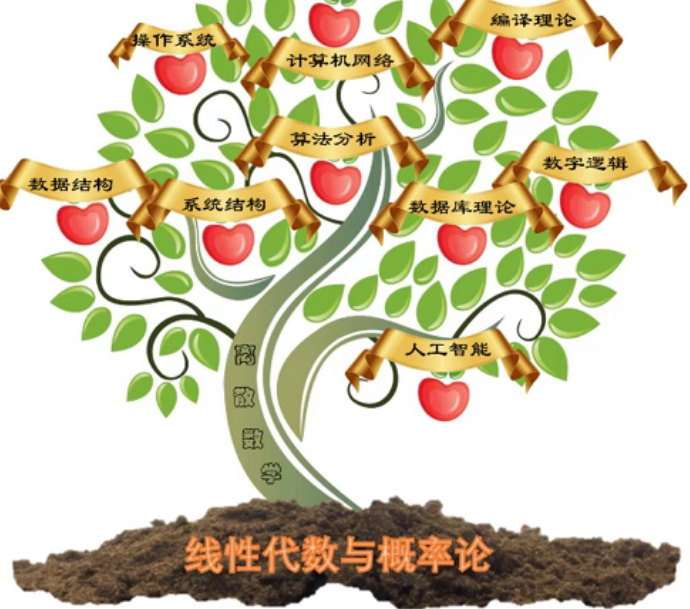 编译理论
操作系统
计算机网络
算法分析
数字逻辑
数据结构
系统结构
数据库理论
人工智能
离散数学
线性代数与概率论